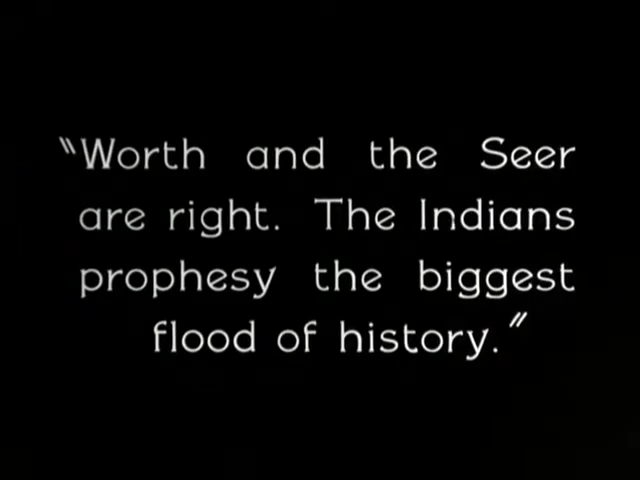 "Worth and the Seer
are right. The Indians
prophesy the biggest
flood of history."